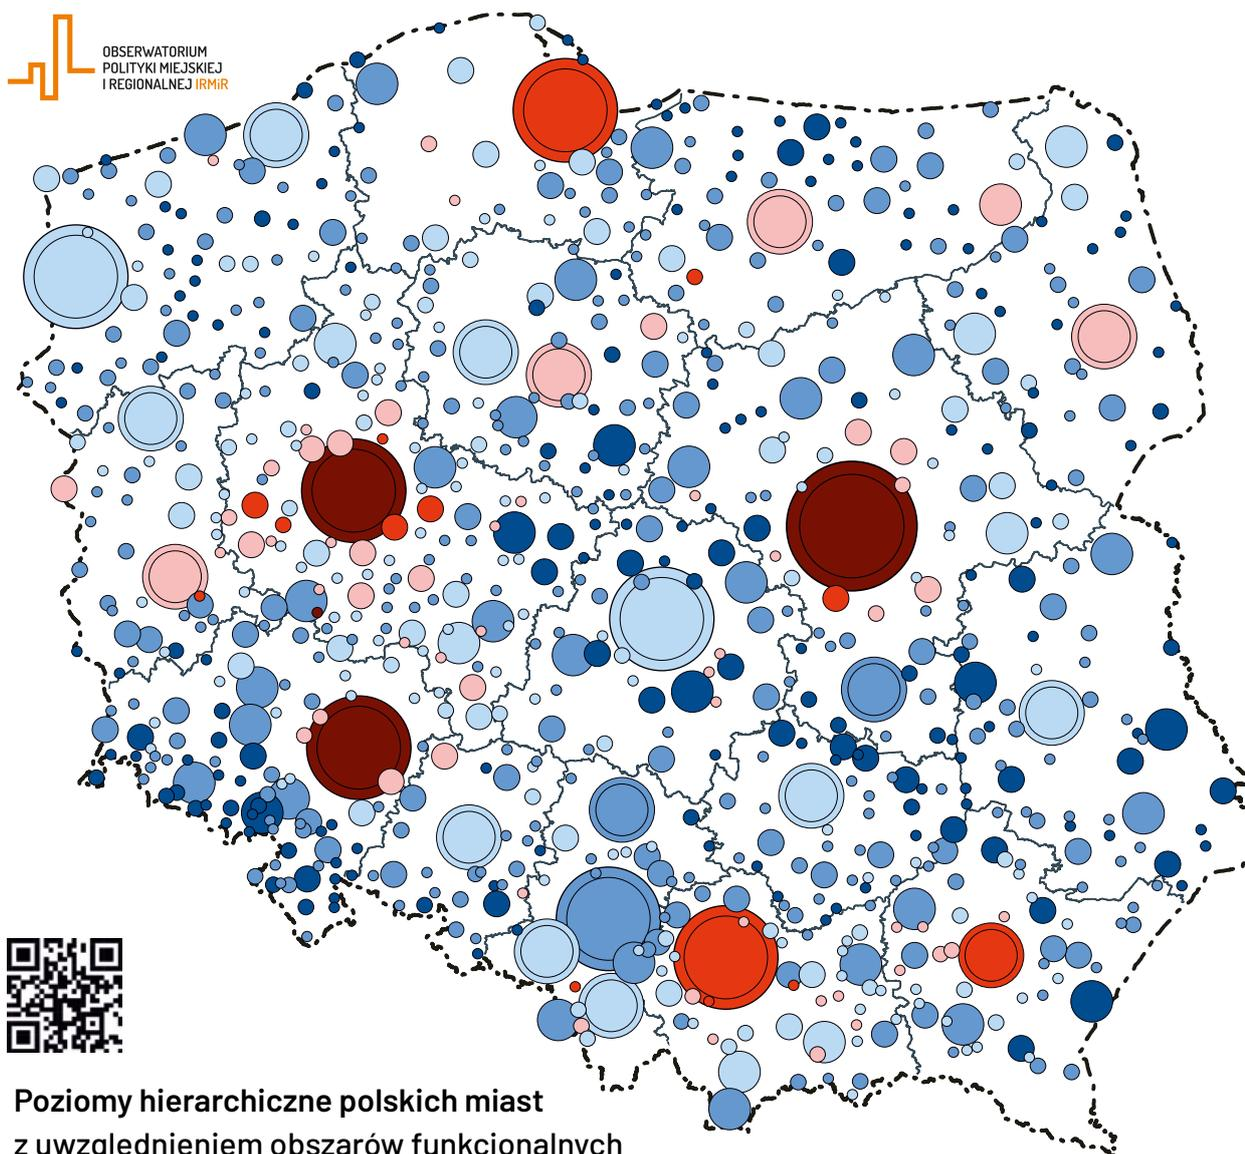 OBSERWATORIUM
POLITYKI MIEJSKIEJ
I REGIONALNEJ IRMiR
Poziomy hierarchiczne polskich miast
z uwzględnieniem obszarów funkcjonalnych